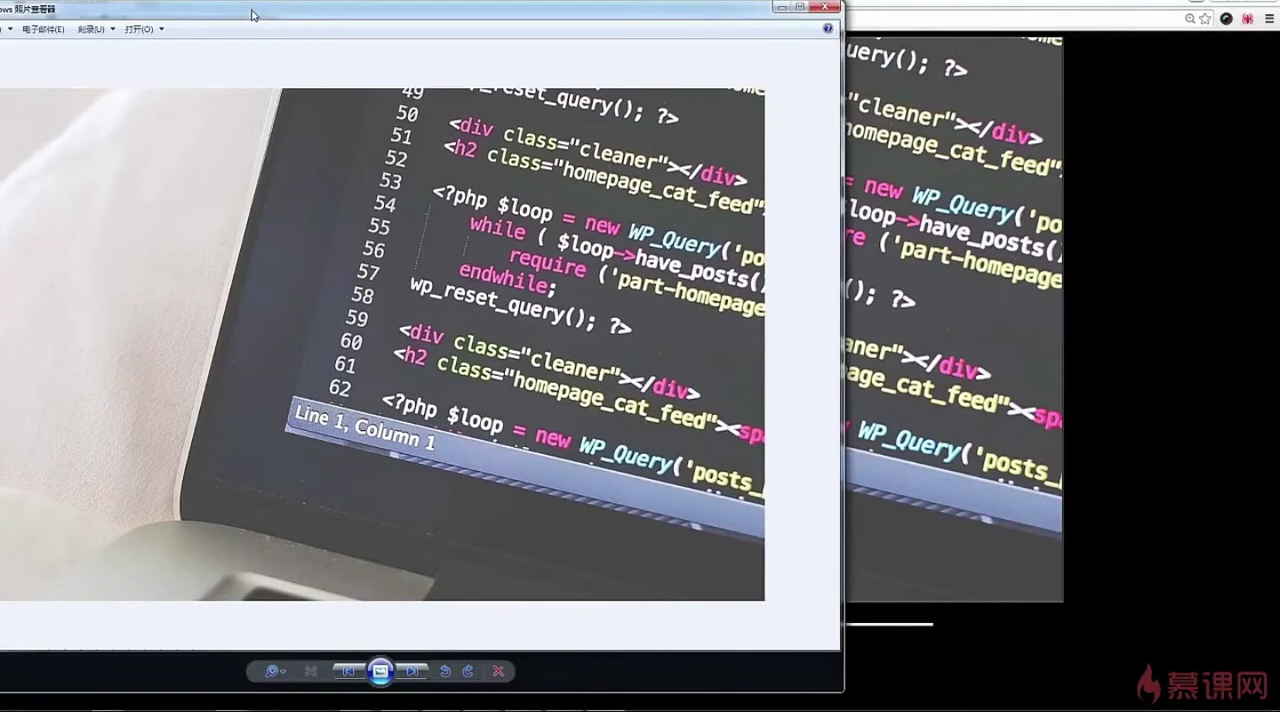 ows 照片查看器
电子邮件(E) 刻录(U) 打开(O)
49 _reset_query(); ?>
50
51 <div class="cleaner"></div>
52 <h2 class="homepage_cat_feed"
53
54 <?php $loop = new WP_Query('po
55 while ( $loop->have_posts()
56 require ('part-homepage
57 endwhile;
58 wp_reset_query(); ?>
59
60 <div class="cleaner"></div>
61 <h2 class="homepage_cat_feed"><spa
62
<?php $loop = new WP_Query('posts_
Line 1, Column 1
uery(); ?>
"cleaner"></div>
homepage_cat_feed"
= new WP_Query('po
loop->have_posts()
re ('part-homepage
(); ?>
aner"></div>
age_cat_feed"><spa
WP_Query('posts_
慕课网